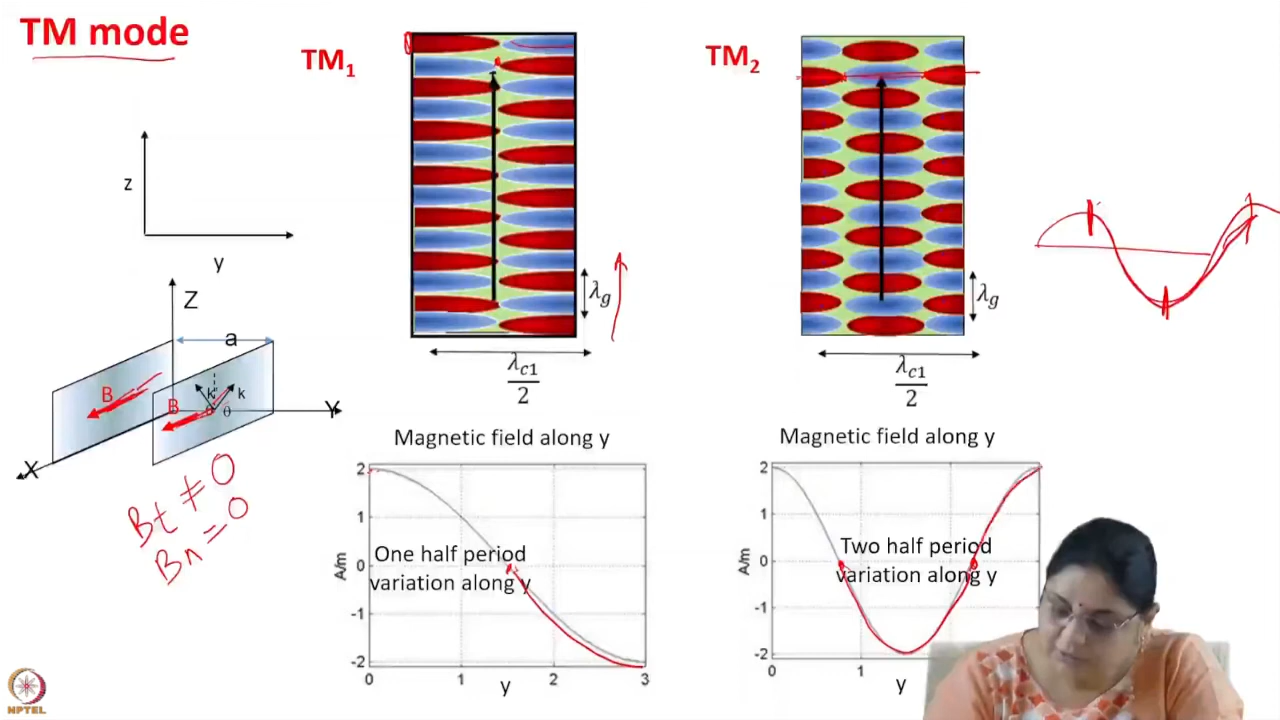 TM mode
TM1
TM2
z
y
λg
λg
λc1/2
λc1/2
Z
a
B
B
k
k
θ
θ
Y
X
Bt ≠ 0
Bn = 0
Magnetic field along y
Magnetic field along y
2
1
0
-1
-2
A/m
One half period
variation along y
0
1
2
3
y
2
1
0
-1
-2
A/m
Two half period
variation along y
0
1
y
NPTEL